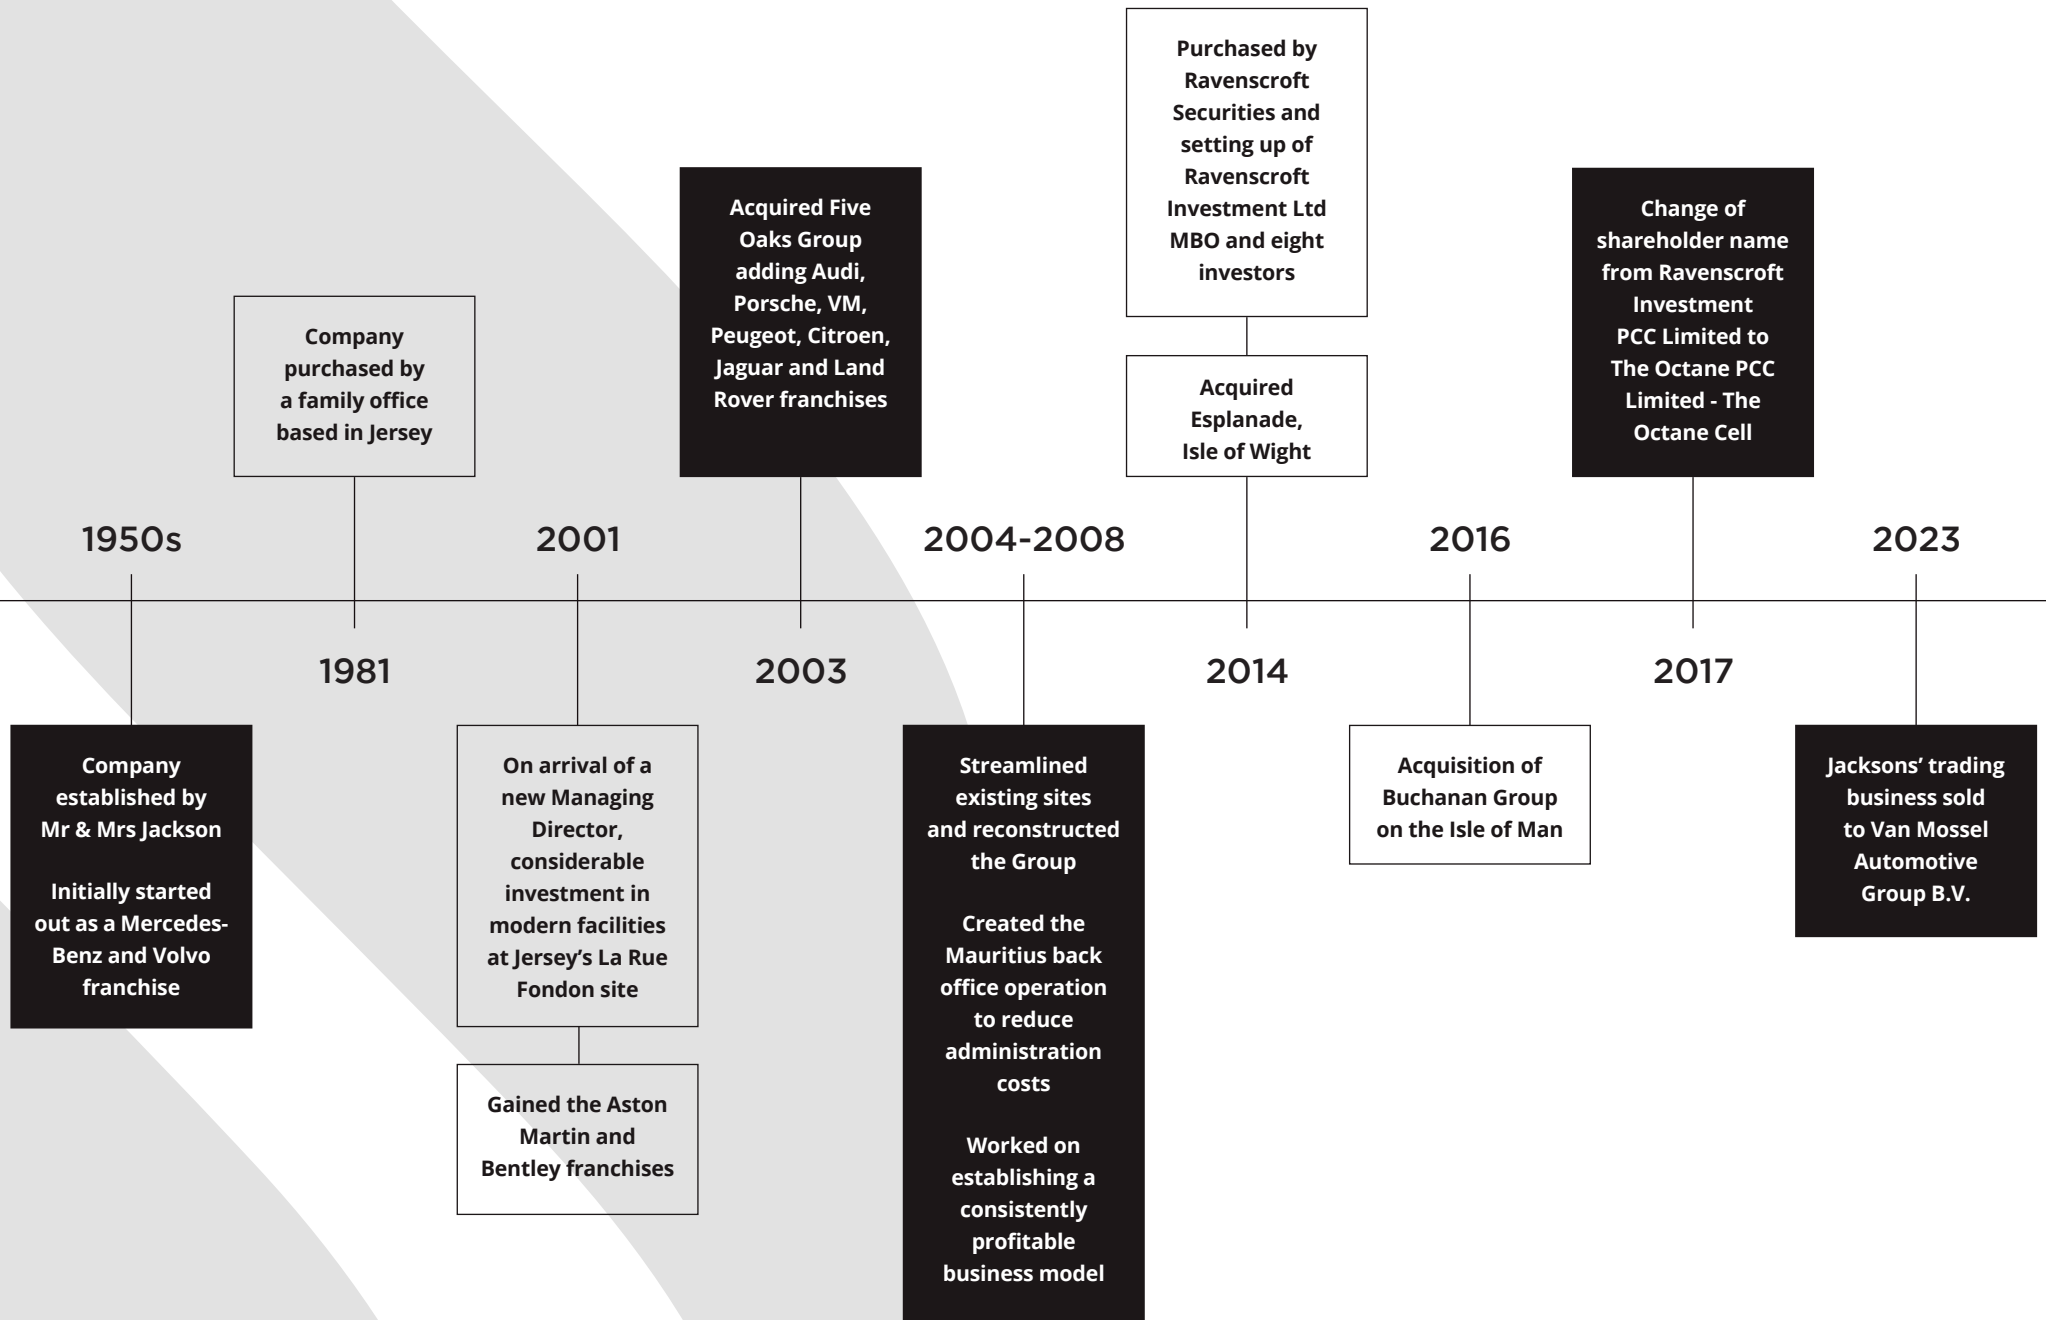 1950s
Company
established by
Mr & Mrs Jackson
Initially started
out as a Mercedes-
Benz and Volvo
franchise
Company
purchased by
a family office
based in Jersey
1981
2001
On arrival of a
new Managing
Director,
considerable
investment in
modern facilities
at Jersey’s La Rue
Fondon site
Gained the Aston
Martin and
Bentley franchises
Acquired Five
Oaks Group
adding Audi,
Porsche, VM,
Peugeot, Citroen,
Jaguar and Land
Rover franchises
2003
2004-2008
Streamlined
existing sites
and reconstructed
the Group
Created the
Mauritius back
office operation
to reduce
administration
costs
Worked on
establishing a
consistently
profitable
business model
Purchased by
Ravenscroft
Securities and
setting up of
Ravenscroft
Investment Ltd
MBO and eight
investors
Acquired
Esplanade,
Isle of Wight
2014
2016
Acquisition of
Buchanan Group
on the Isle of Man
Change of
shareholder name
from Ravenscroft
Investment
PCC Limited to
The Octane PCC
Limited - The
Octane Cell
2017
2023
Jacksons’ trading
business sold
to Van Mossel
Automotive
Group B.V.